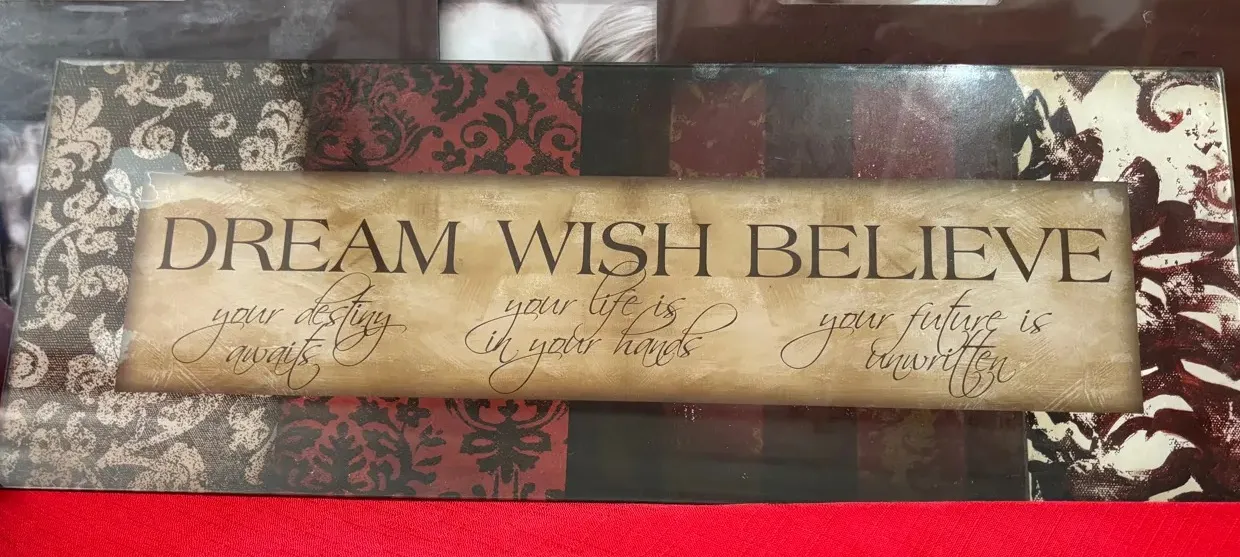 DREAM WISH BELIEVE
your destiny awaits
your life is in your hands
your future is unwritten